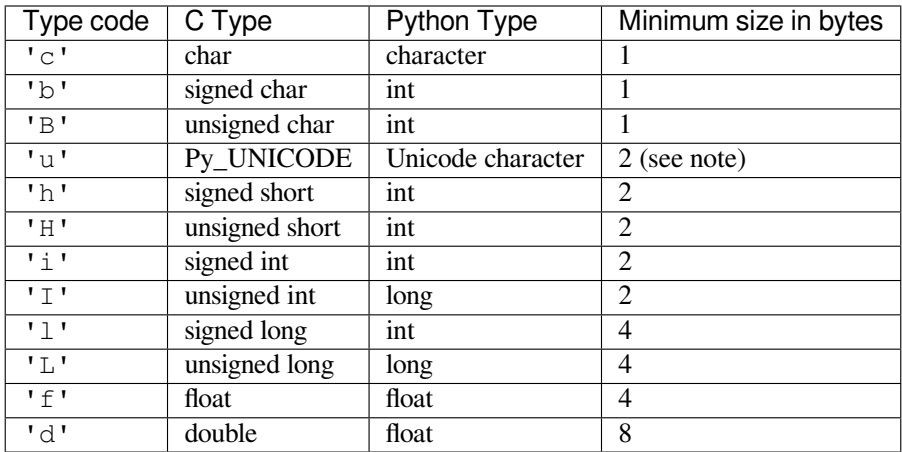 Type code C Type Python Type Minimum size in bytes
'c' char character 1
'b' signed char int 1
'B' unsigned char int 1
'u' Py_UNICODE Unicode character 2 (see note)
'h' signed short int 2
'H' unsigned short int 2
'i' signed int int 2
'I' unsigned int long 2
'l' signed long int 4
'L' unsigned long long 4
'f' float float 4
'd' double float 8